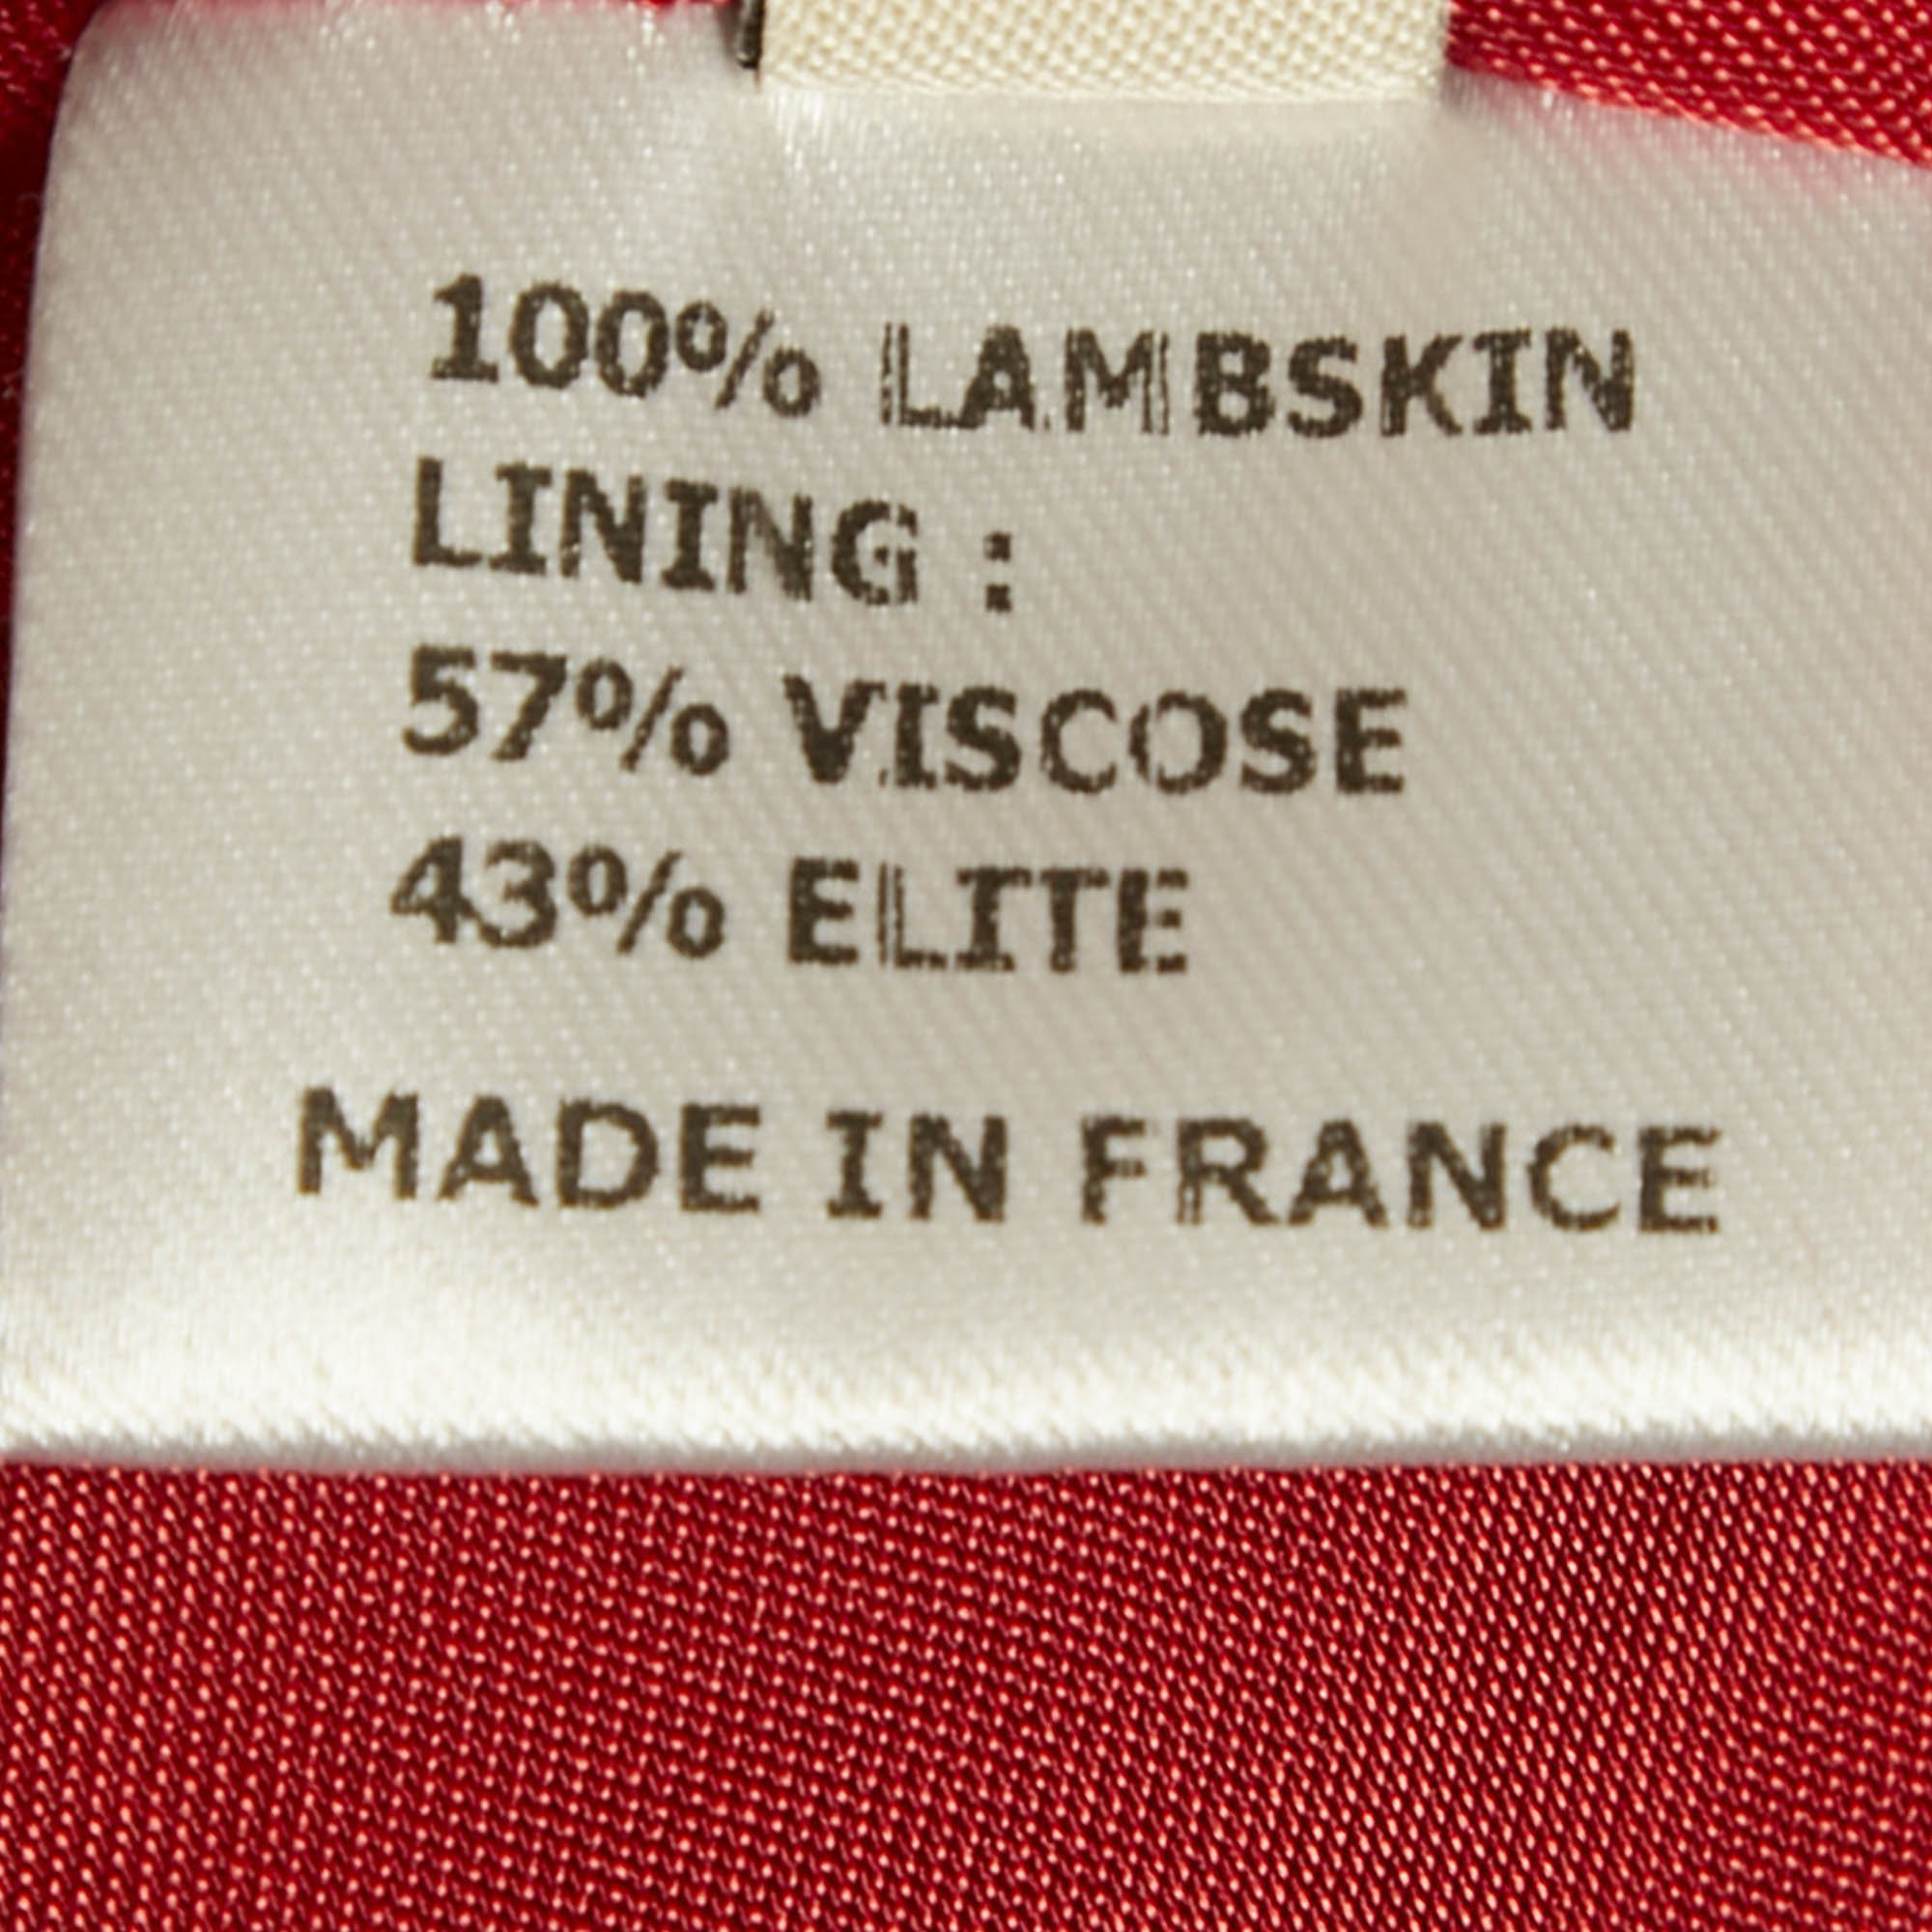 100% LAMBSKIN
LINING :
57% VISCOSE
43% ELITE
MADE IN FRANCE